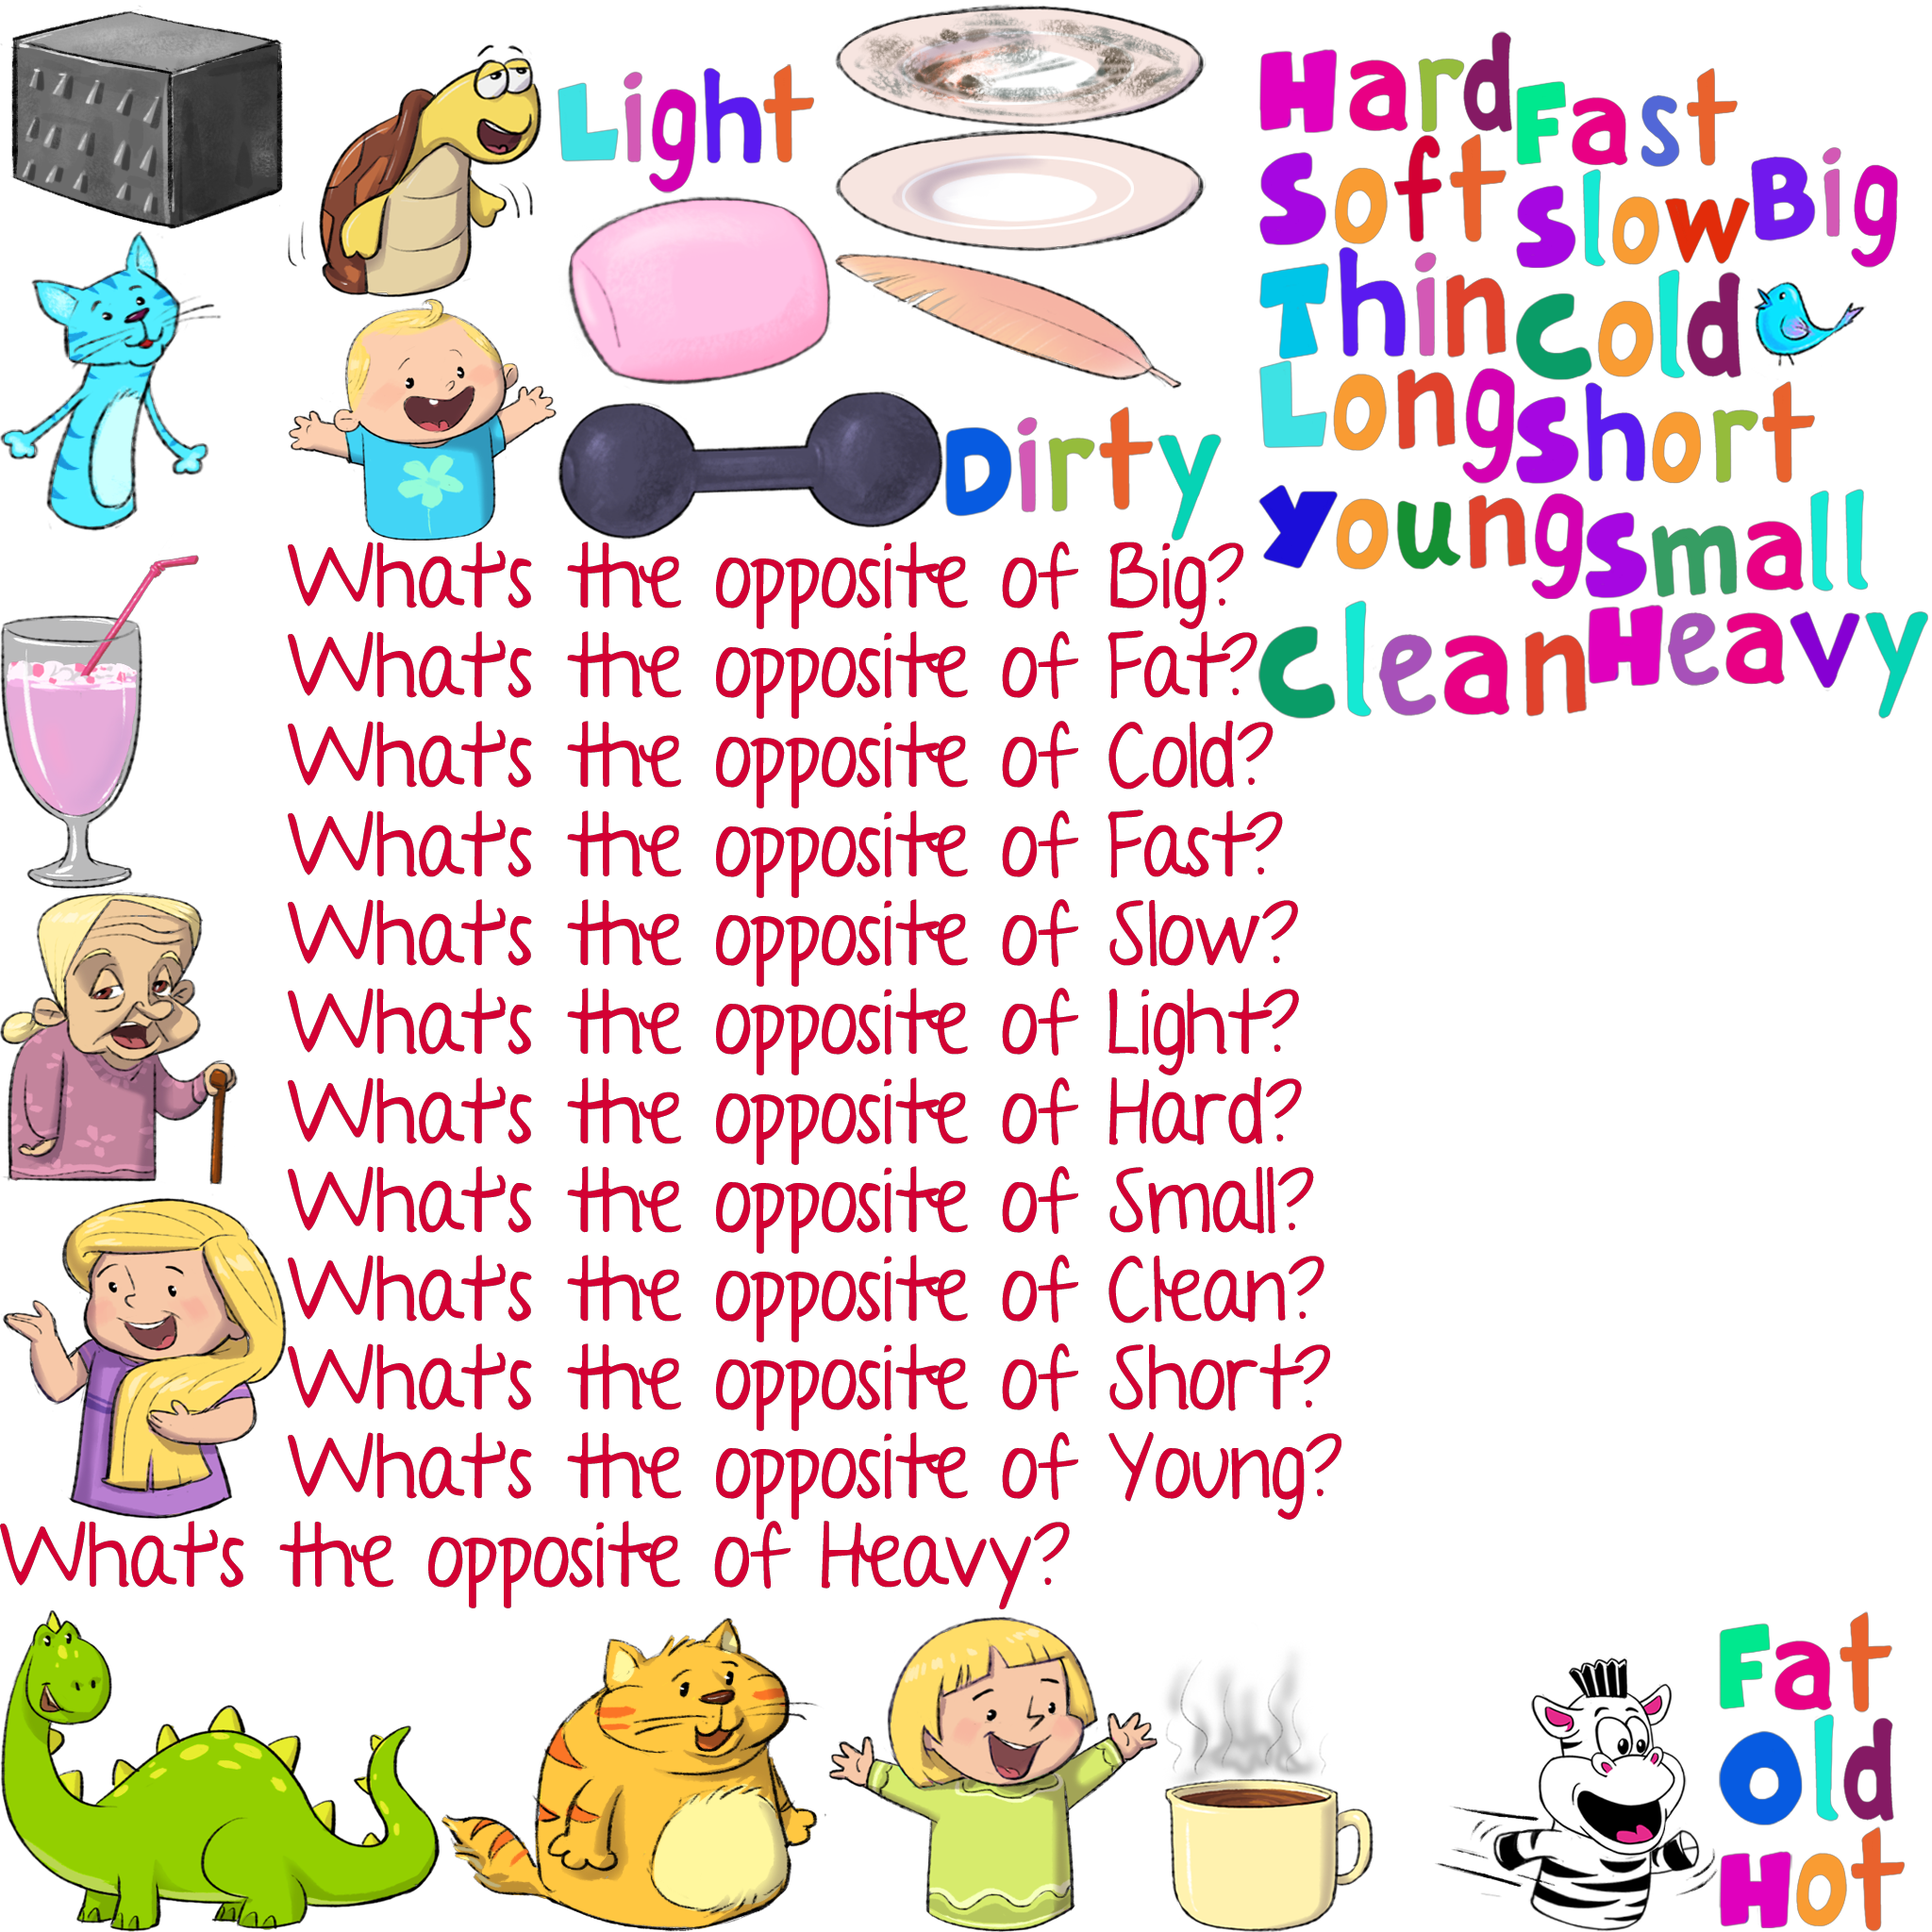 Light
Hard
Fast
Soft
Slow
Big
Thin
Cold
Long
Short
Dirty
young
Small
Clean
Heavy
What's the opposite of Big?
What's the opposite of Fat?
What's the opposite of Cold?
What's the opposite of Fast?
What's the opposite of Slow?
What's the opposite of Light?
What's the opposite of Hard?
What's the opposite of Small?
What's the opposite of Clean?
What's the opposite of Short?
What's the opposite of Young?
What's the opposite of Heavy?
Fat
Old
Hot